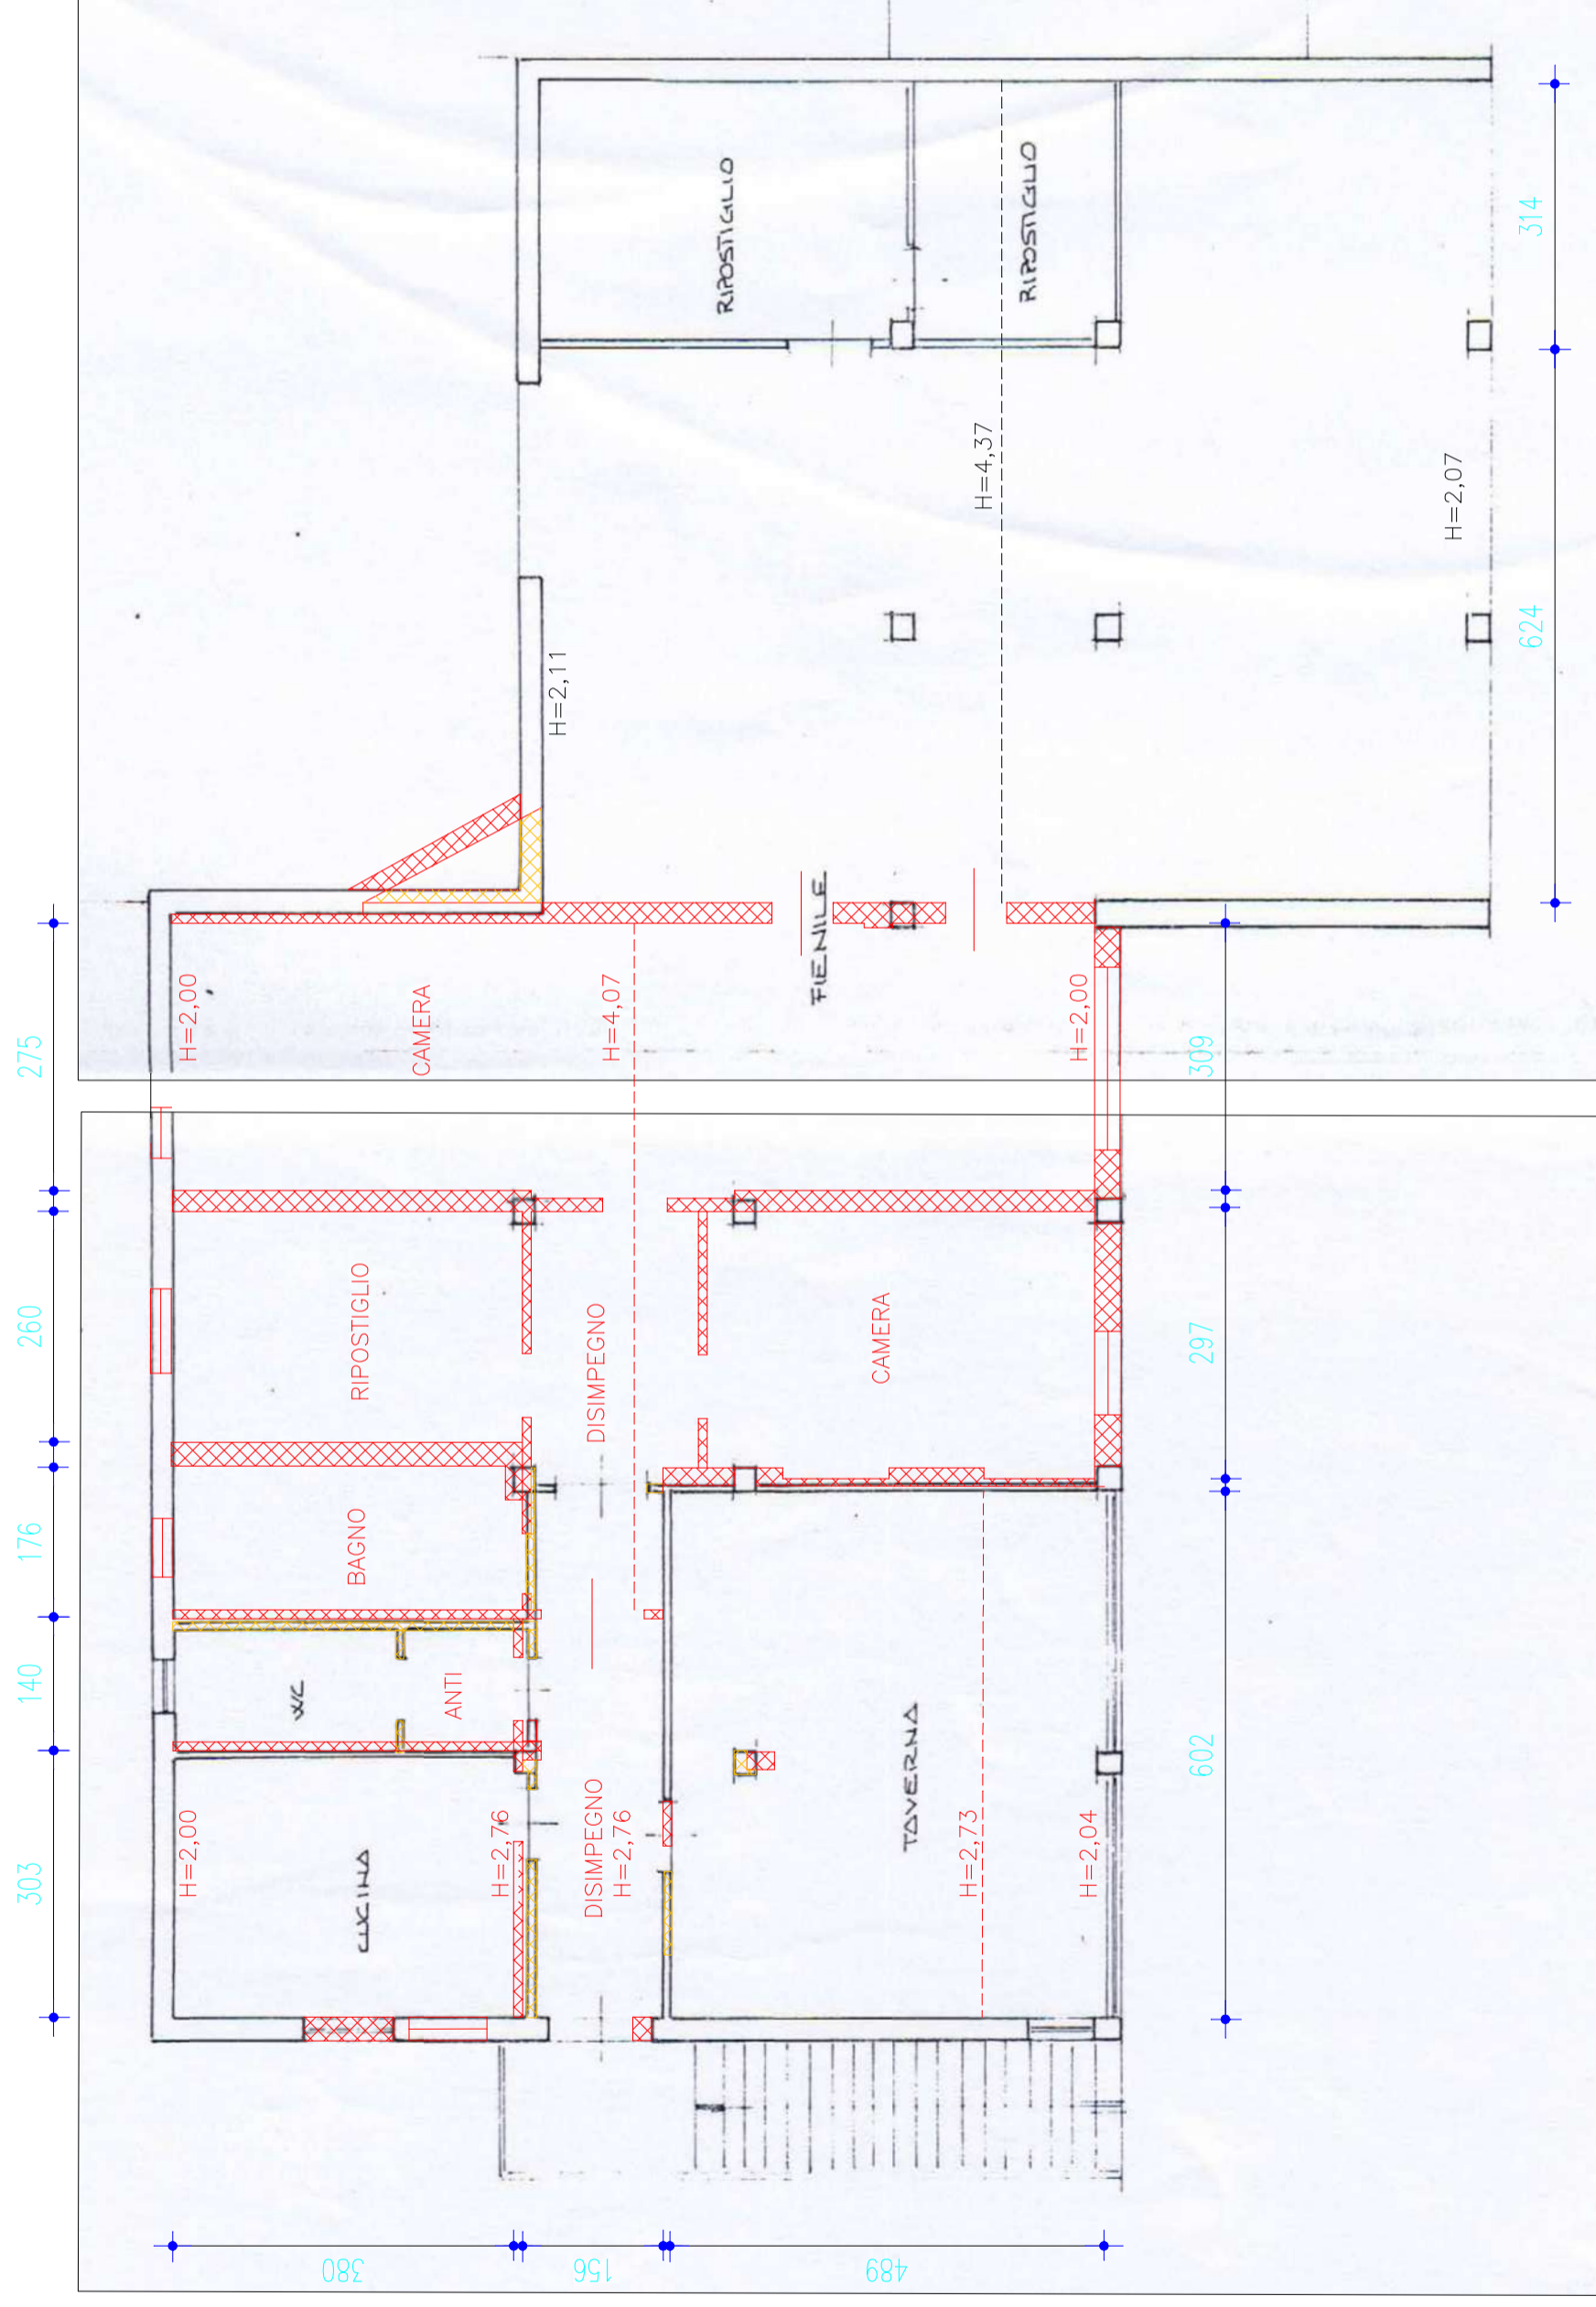 RIPOSTIGLIO
RIPOSTIGLIO
314
H=4,37
H=2,07
624
H=2,11
FIENILE
H=2,00
CAMERA
H=4,07
H=2,00
275
309
RIPOSTIGLIO
DISIMPEGNO
CAMERA
260
297
BAGNO
176
WC
ANTI
140
TAVERNA
602
H=2,00
H=2,76
DISIMPEGNO
H=2,76
H=2,73
H=2,04
CUCINA
303
380
156
489